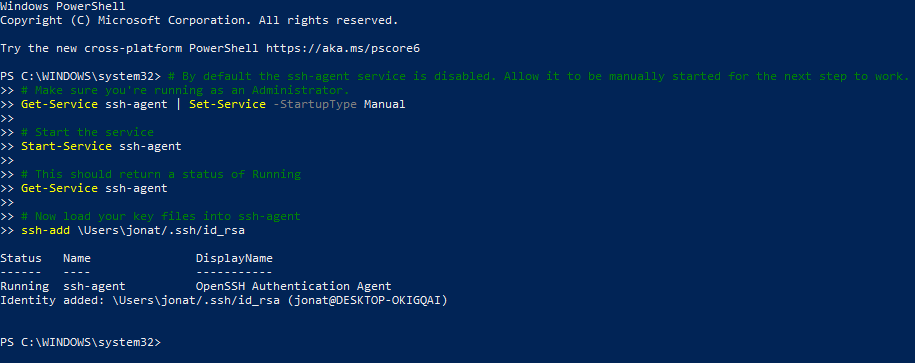 Windows PowerShell
Copyright (C) Microsoft Corporation. All rights reserved.
Try the new cross-platform PowerShell https://aka.ms/pscore6
PS C:\WINDOWS\system32> # By default the ssh-agent service is disabled. Allow it to be manually started for the next step to work.
>> # Make sure you're running as an Administrator.
>> Get-Service ssh-agent | Set-Service -StartupType Manual
>>
>> # Start the service
>> Start-Service ssh-agent
>>
>> # This should return a status of Running
>> Get-Service ssh-agent
>>
>> # Now load your key files into ssh-agent
>> ssh-add \Users\jonat/.ssh/id_rsa
Status   Name               DisplayName
------   ----               -----------
Running  ssh-agent          OpenSSH Authentication Agent
Identity added: \Users\jonat/.ssh/id_rsa (jonat@DESKTOP-OKIGQAI)
PS C:\WINDOWS\system32>